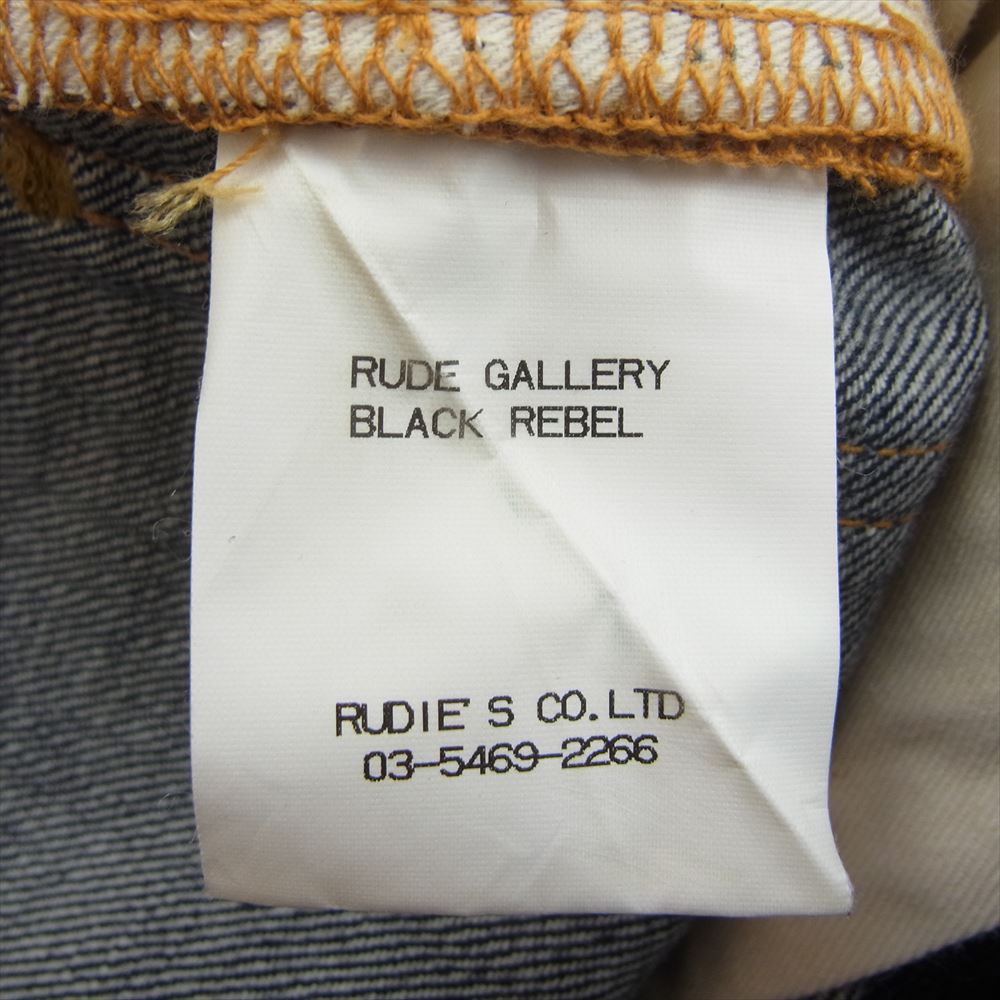 RUDE GALLERY
BLACK REBEL
RUDIE'S CO.LTD
03-5469-2266